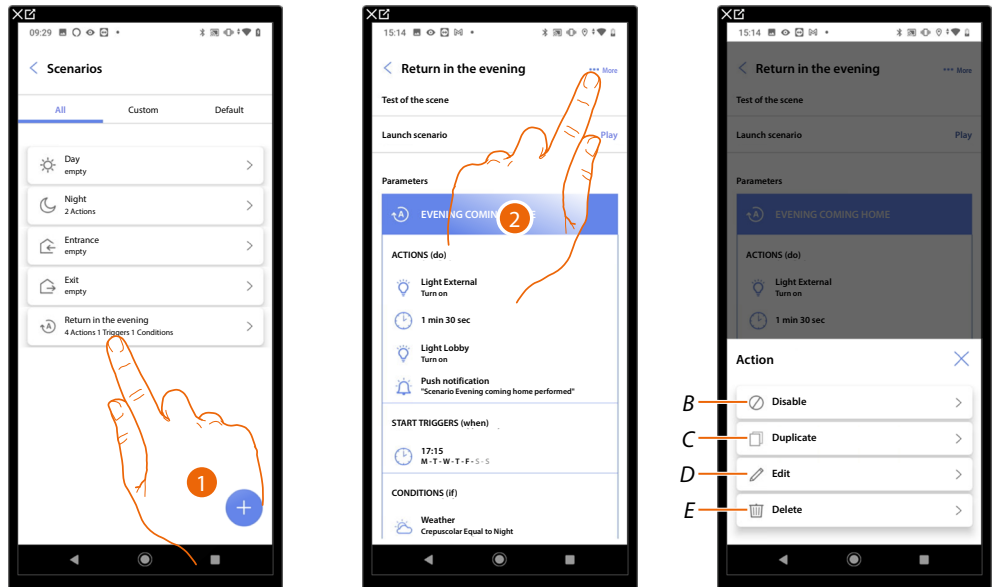 09:29
Scenarios
All Custom Default
Day
empty
Night
2 Actions
Entrance
empty
Exit
empty
Return in the evening
4 Actions 1 Triggers 1 Conditions
1
+
15:14
Return in the evening
••• More
Test of the scene
Launch scenario
Play
Parameters
A
EVENING COMIN E
2
ACTIONS (do)
Light External
Turn on
1 min 30 sec
Light Lobby
Turn on
Push notification
"Scenario Evening coming home performed"
START TRIGGERS (when)
17:15
M - T - W - T - F - S - S
CONDITIONS (if)
Weather
Crepuscolar Equal to Night
15:14
Return in the evening
••• More
Test of the scene
Launch scenario
Play
Parameters
A
EVENING COMING HOME
ACTIONS (do)
Light External
Turn on
1 min 30 sec
Action
B
Disable
C
Duplicate
D
Edit
E
Delete